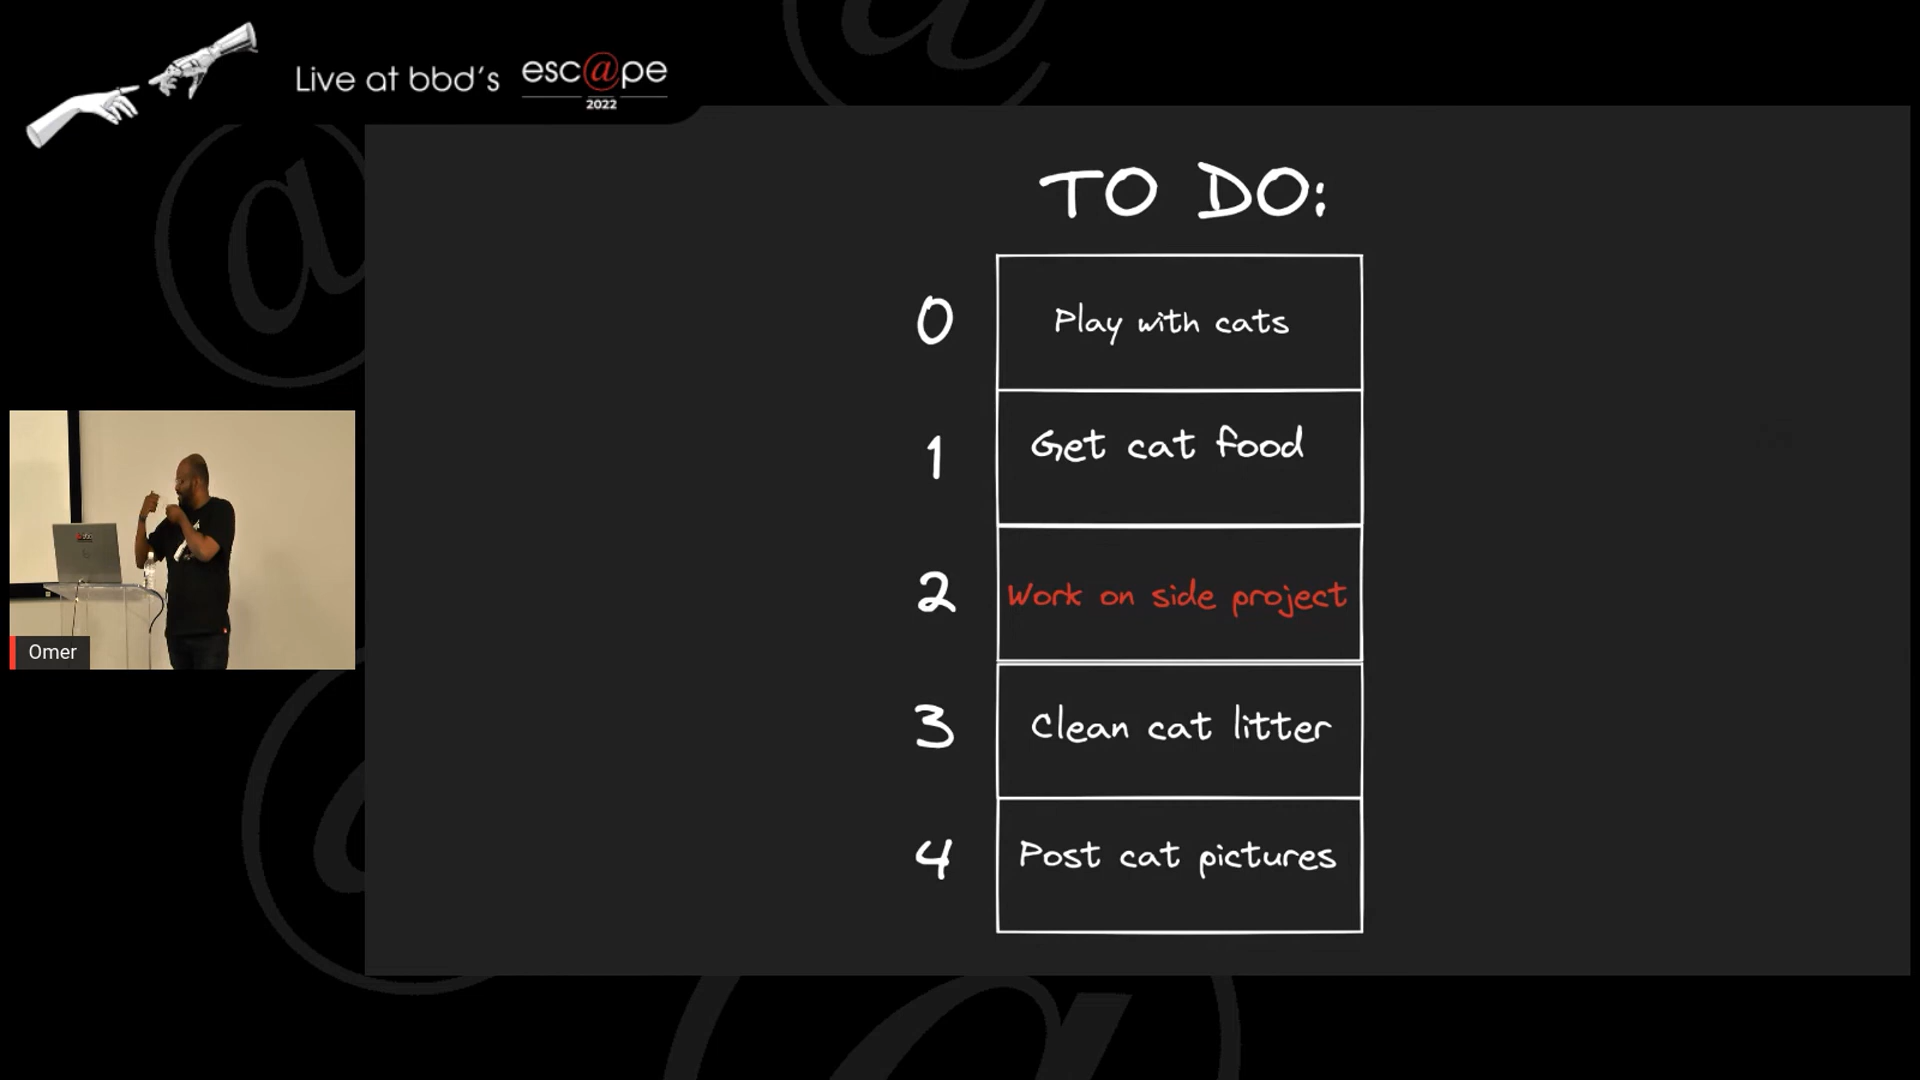 Live at bbd's esc@pe
2022
TO DO:
0 Play with cats
1 Get cat food
2 Work on side project
3 Clean cat litter
4 Post cat pictures
Omer